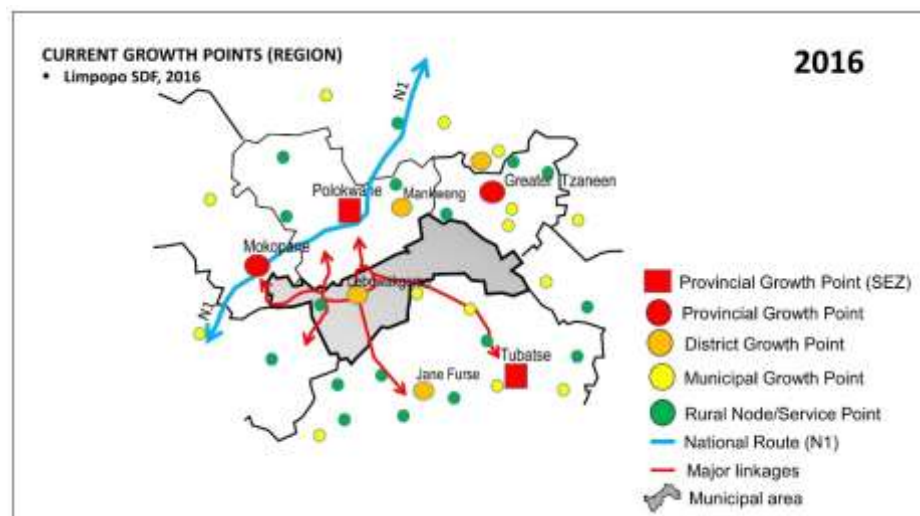 CURRENT GROWTH POINTS (REGION)
• Limpopo SDF, 2016
2016
N1
Polokwane
Mankweng
Greater Tzaneen
Mokopane
Lebowakgomo
N1
Tubatse
Jane Furse
Provincial Growth Point (SEZ)
Provincial Growth Point
District Growth Point
Municipal Growth Point
Rural Node/Service Point
National Route (N1)
Major linkages
Municipal area